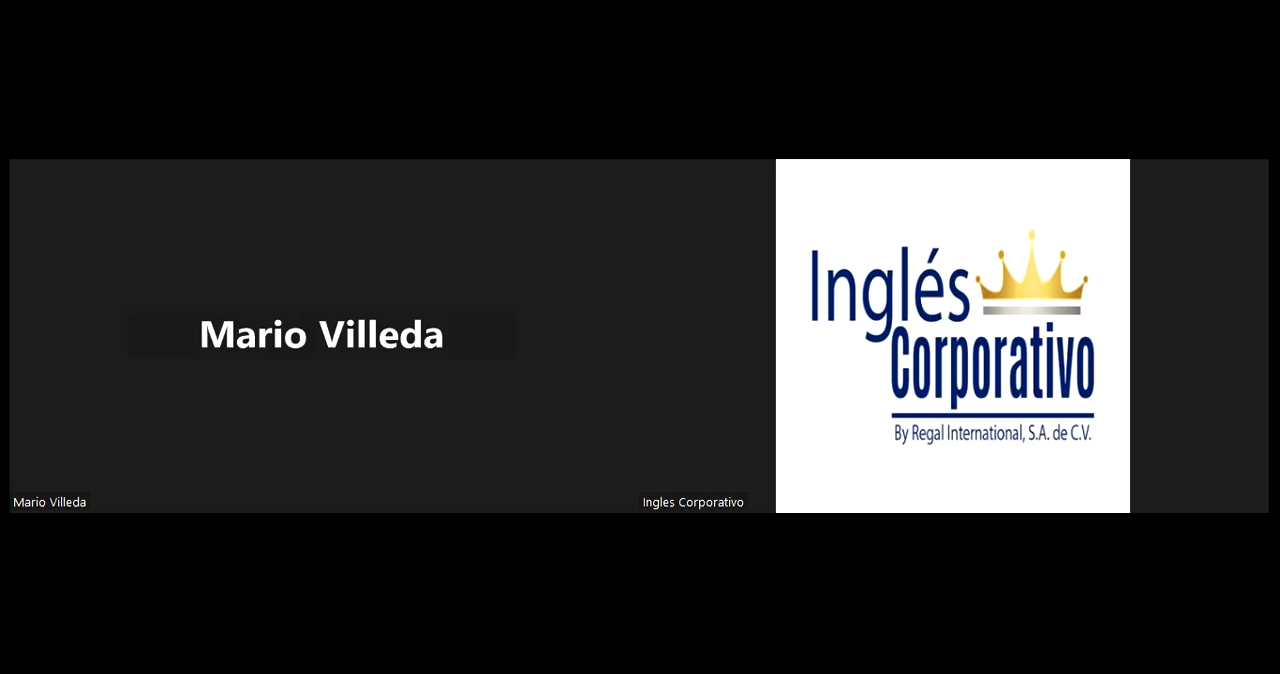 Mario Villeda
Inglés
Corporativo
By Regal International, S.A. de C.V.
Mario Villeda
Ingles Corporativo